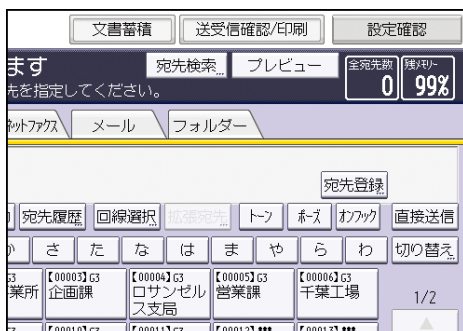 文書蓄積 送受信確認/印刷 設定確認
ます 宛先検索 プレビュー 全宛先数 残メモリー
先を指定してください。 0 99%
ネットファクス メール フォルダー
宛先登録
宛先履歴 回線選択 拡張宛先 トーン ポーズ オンフック 直接送信
か さ た な は ま や ら わ 切り替え
G3 【00003】G3 【00004】G3 【00005】G3 【00006】G3
業所 企画課 ロサンゼル 営業課 千葉工場 1/2
ス支局